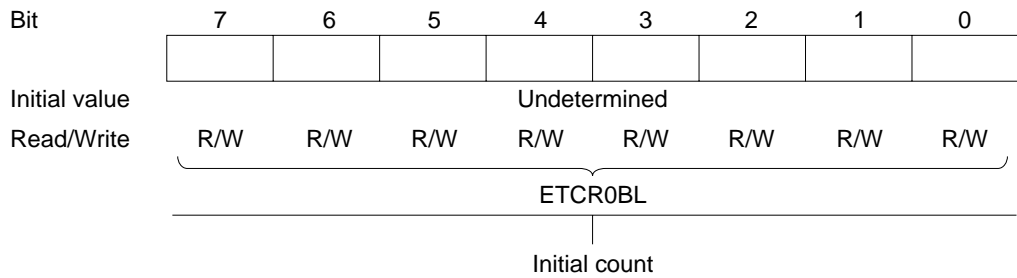 Bit 7 6 5 4 3 2 1 0
Initial value Undetermined
Read/Write R/W R/W R/W R/W R/W R/W R/W R/W
ETCR0BL
Initial count